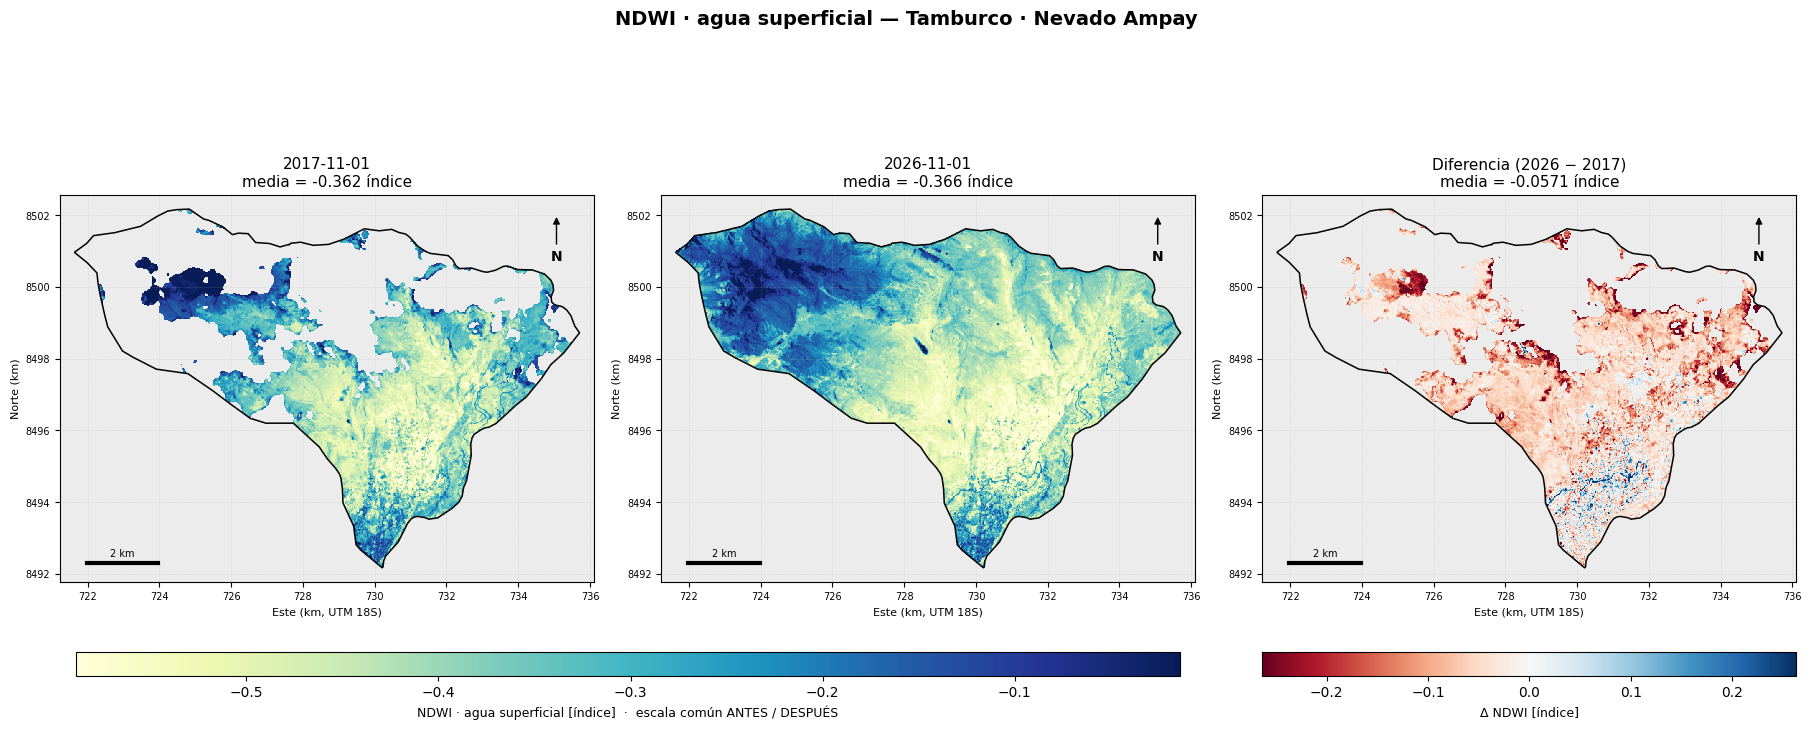 NDWI · agua superficial — Tamburco · Nevado Ampay
2017-11-01
media = -0.362 índice
2026-11-01
media = -0.366 índice
Diferencia (2026 − 2017)
media = -0.0571 índice
8502
8500
8498
8496
8494
8492
Norte (km)
N
2 km
722 724 726 728 730 732 734 736
Este (km, UTM 18S)
8502
8500
8498
8496
8494
8492
Norte (km)
N
2 km
722 724 726 728 730 732 734 736
Este (km, UTM 18S)
8502
8500
8498
8496
8494
8492
Norte (km)
N
2 km
722 724 726 728 730 732 734 736
Este (km, UTM 18S)
−0.5 −0.4 −0.3 −0.2 −0.1
NDWI · agua superficial [índice] · escala común ANTES / DESPUÉS
−0.2 −0.1 0.0 0.1 0.2
Δ NDWI [índice]